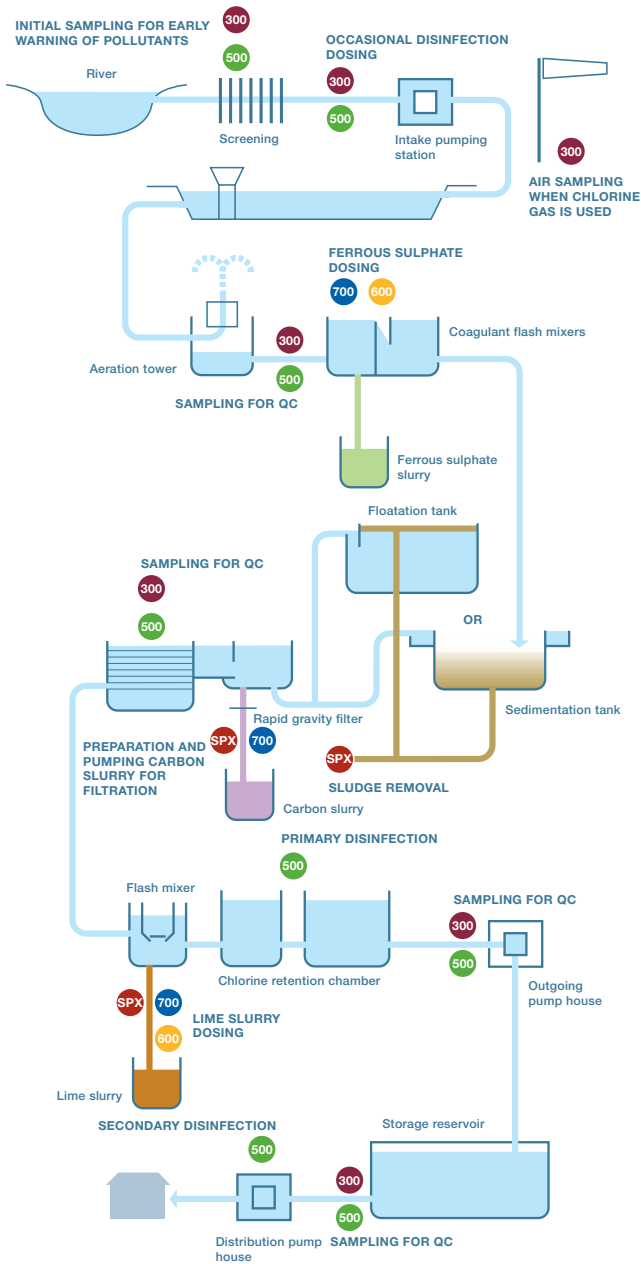 INITIAL SAMPLING FOR EARLY
WARNING OF POLLUTANTS
300
500
River
Screening
OCCASIONAL DISINFECTION
DOSING
300
500
Intake pumping
station
300
AIR SAMPLING
WHEN CHLORINE
GAS IS USED
FERROUS SULPHATE
DOSING
700
600
Coagulant flash mixers
300
500
Aeration tower
SAMPLING FOR QC
Ferrous sulphate
slurry
Floatation tank
SAMPLING FOR QC
300
500
OR
Sedimentation tank
Rapid gravity filter
SPX
700
PREPARATION AND
PUMPING CARBON
SLURRY FOR
FILTRATION
SPX
SLUDGE REMOVAL
Carbon slurry
PRIMARY DISINFECTION
500
Flash mixer
SAMPLING FOR QC
300
500
Chlorine retention chamber
Outgoing
pump house
SPX
700
600
LIME SLURRY
DOSING
Lime slurry
SECONDARY DISINFECTION
500
Storage reservoir
300
500
Distribution pump
house
SAMPLING FOR QC